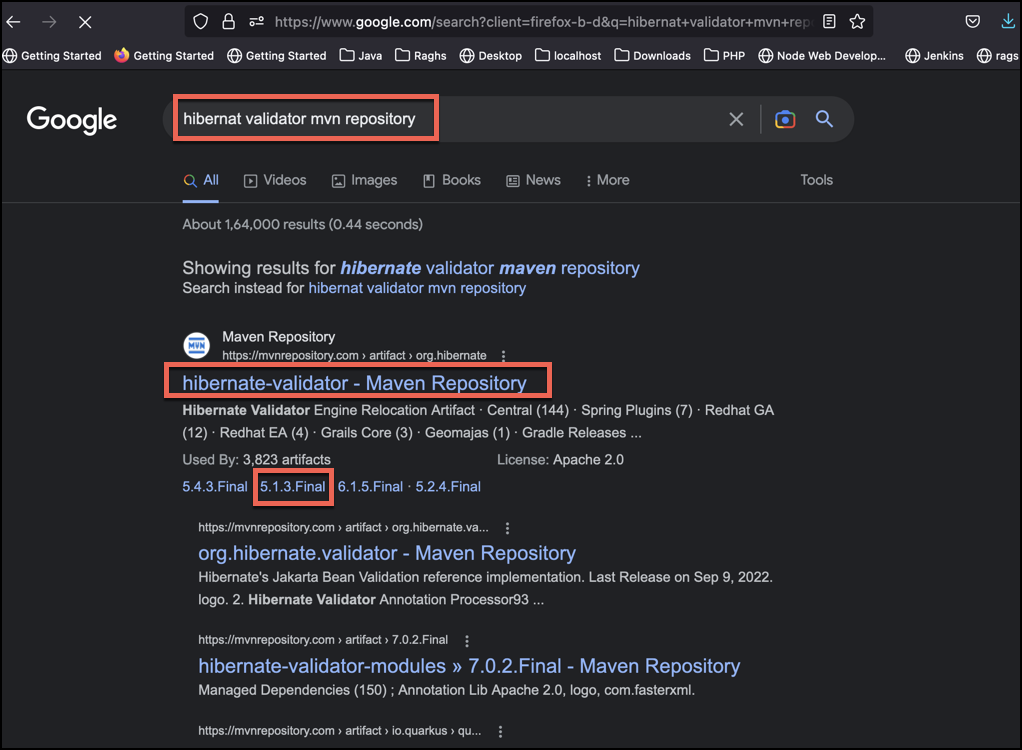 https://www.google.com/search?client=firefox-b-d&q=hibernat+validator+mvn+rep
Getting Started Getting Started Getting Started Java Raghs Desktop localhost Downloads PHP Node Web Develop... Jenkins rags
Google
hibernat validator mvn repository
All Videos Images Books News More Tools
About 1,64,000 results (0.44 seconds)
Showing results for hibernate validator maven repository
Search instead for hibernat validator mvn repository
MVN
Maven Repository
https://mvnrepository.com › artifact › org.hibernate
hibernate-validator - Maven Repository
Hibernate Validator Engine Relocation Artifact · Central (144) · Spring Plugins (7) · Redhat GA
(12) · Redhat EA (4) · Grails Core (3) · Geomajas (1) · Gradle Releases ...
Used By: 3,823 artifacts License: Apache 2.0
5.4.3.Final 5.1.3.Final 6.1.5.Final · 5.2.4.Final
https://mvnrepository.com › artifact › org.hibernate.va...
org.hibernate.validator - Maven Repository
Hibernate's Jakarta Bean Validation reference implementation. Last Release on Sep 9, 2022.
logo. 2. Hibernate Validator Annotation Processor93 ...
https://mvnrepository.com › artifact › 7.0.2.Final
hibernate-validator-modules » 7.0.2.Final - Maven Repository
Managed Dependencies (150) ; Annotation Lib Apache 2.0, logo, com.fasterxml.
https://mvnrepository.com › artifact › io.quarkus › qu...